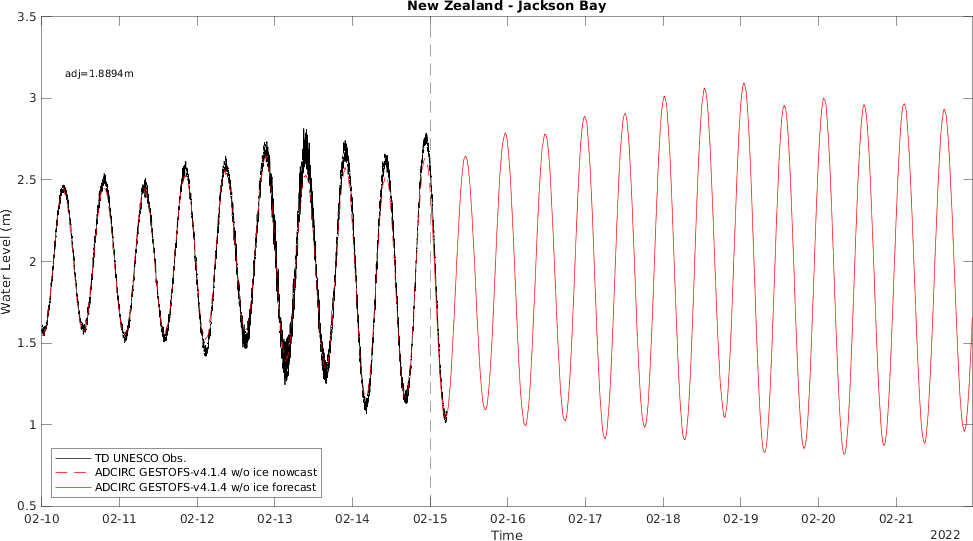 New Zealand - Jackson Bay
3.5
adj=1.8894m
3
2.5
2
1.5
1
0.5
Water Level (m)
TD UNESCO Obs.
ADCIRC GESTOFS-v4.1.4 w/o ice nowcast
ADCIRC GESTOFS-v4.1.4 w/o ice forecast
02-10 02-11 02-12 02-13 02-14 02-15 02-16 02-17 02-18 02-19 02-20 02-21
Time
2022